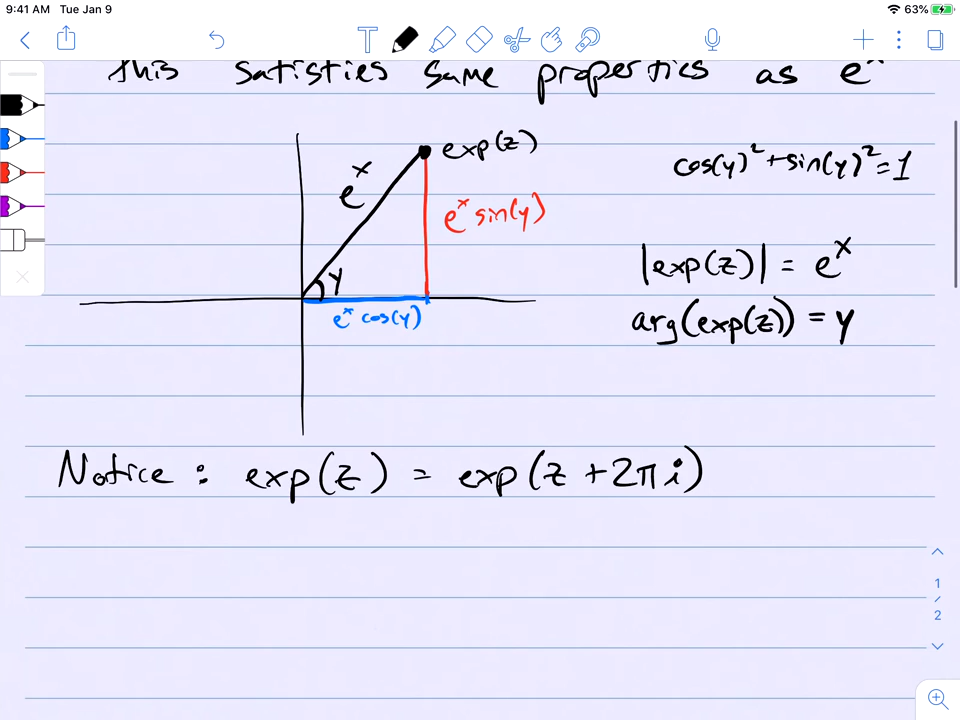 9:41 AM Tue Jan 9
63%
T
This satisfies same properties as e^x
exp(z)
e^x
e^x sin(y)
y
e^x cos(y)
cos(y)^2 + sin(y)^2 = 1
|exp(z)| = e^x
arg(exp(z)) = y
Notice : exp(z) = exp(z + 2πi)
1
/
2